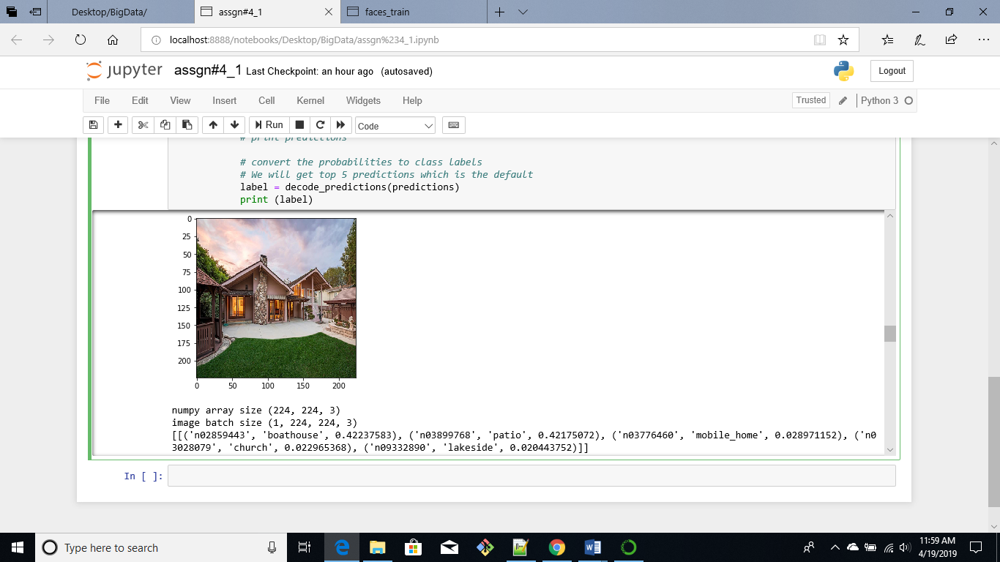 Desktop/BigData/
assgn#4_1
faces_train
localhost:8888/notebooks/Desktop/BigData/assgn%234_1.ipynb
jupyter assgn#4_1 Last Checkpoint: an hour ago (autosaved)
Logout
File Edit View Insert Cell Kernel Widgets Help
Trusted
Python 3
Run
Code
# print predictions
# convert the probabilities to class labels
# We will get top 5 predictions which is the default
label = decode_predictions(predictions)
print (label)
0
25
50
75
100
125
150
175
200
0 50 100 150 200
numpy array size (224, 224, 3)
image batch size (1, 224, 224, 3)
[[('n02859443', 'boathouse', 0.42237583), ('n03899768', 'patio', 0.42175072), ('n03776460', 'mobile_home', 0.028971152), ('n0
3028079', 'church', 0.022965368), ('n09332890', 'lakeside', 0.020443752)]]
In [ ]:
Type here to search
11:59 AM
4/19/2019